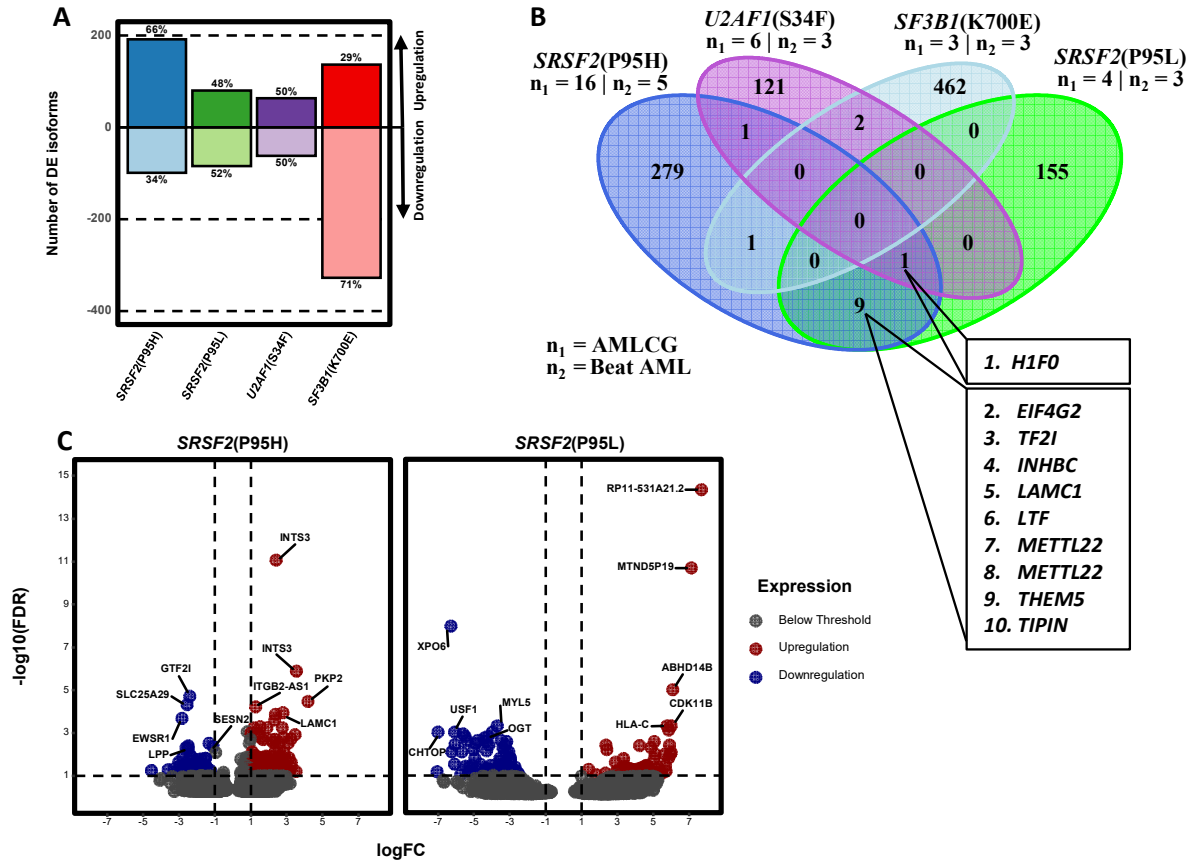 A
Number of DE isoforms
200
0
-200
-400
66%
34%
48%
52%
50%
50%
29%
71%
Downregulation Upregulation
SRSF2(P95H)
SRSF2(P95L)
U2AF1(S34F)
SF3B1(K700E)
B
U2AF1(S34F)
n1 = 6 | n2 = 3
SF3B1(K700E)
n1 = 3 | n2 = 3
SRSF2(P95H)
n1 = 16 | n2 = 5
SRSF2(P95L)
n1 = 4 | n2 = 3
121
462
1
2
0
279
0
0
155
0
1
0
1
0
9
n1 = AMLCG
n2 = Beat AML
1. H1F0
2. EIF4G2
3. TF2I
4. INHBC
5. LAMC1
6. LTF
7. METTL22
8. METTL22
9. THEM5
10. TIPIN
C
SRSF2(P95H)
SRSF2(P95L)
-log10(FDR)
15
13
11
9
7
5
3
1
INTS3
INTS3
GTF2I
PKP2
SLC25A29
ITGB2-AS1
SESN2
LAMC1
EWSR1
LPP
-7
-5
-3
-1
1
3
5
7
RP11-531A21.2
MTND5P19
XPO6
ABHD14B
USF1
MYL5
CDK11B
HLA-C
OGT
CHTOP
-7
-5
-3
-1
1
3
5
7
logFC
Expression
Below Threshold
Upregulation
Downregulation